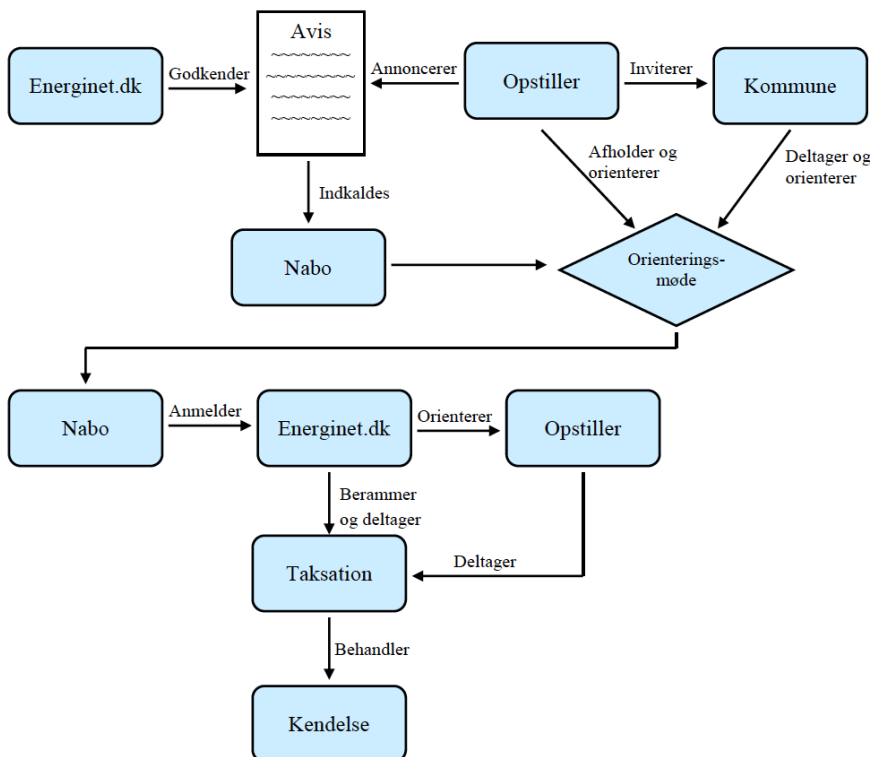 Avis
~~~~~~~
~~~~~~~~
~~~~~~~
~~~~~~~
Energinet.dk
Godkender
Annoncerer
Opstiller
Inviterer
Kommune
Indkaldes
Afholder og
orienterer
Deltager og
orienterer
Nabo
Orienterings-
møde
Nabo
Anmelder
Energinet.dk
Orienterer
Opstiller
Berammer
og deltager
Taksation
Deltager
Behandler
Kendelse